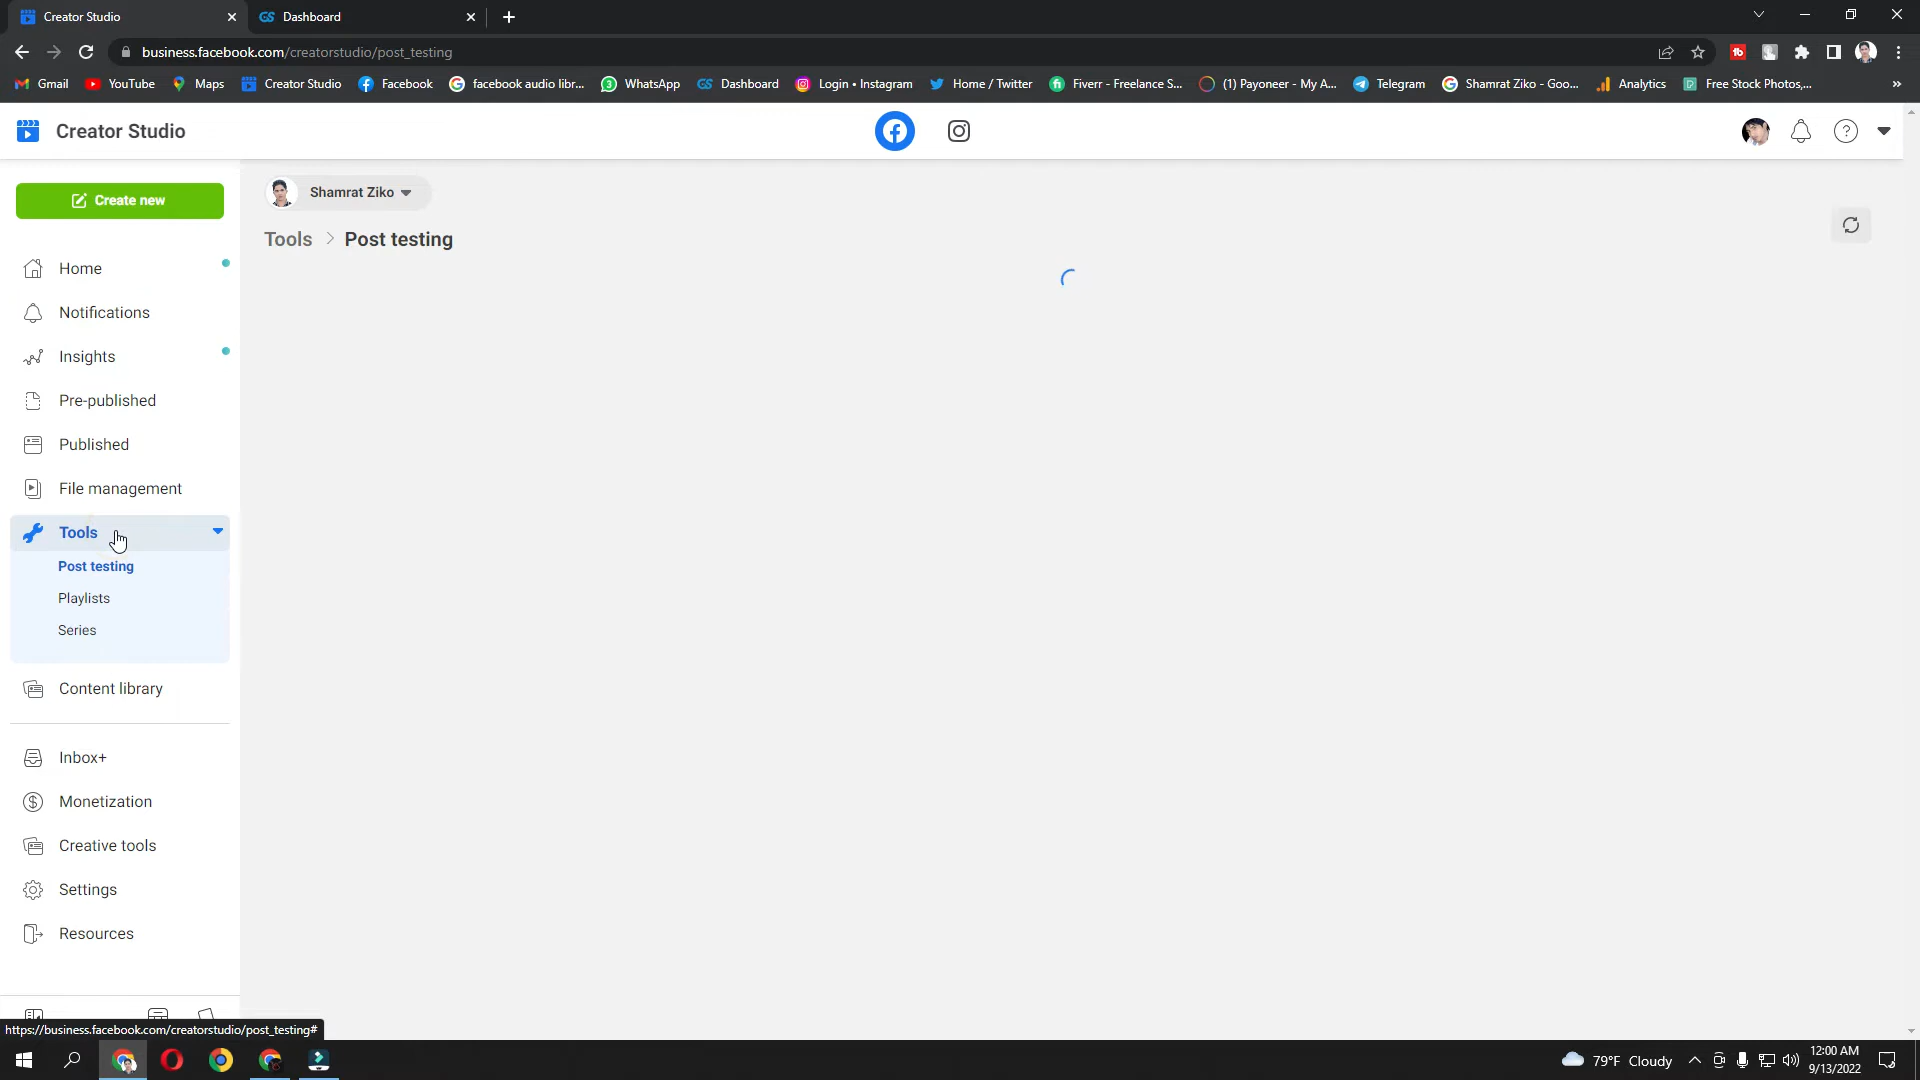 Creator Studio
Dashboard
business.facebook.com/creatorstudio/post_testing
Gmail
YouTube
Maps
Creator Studio
Facebook
facebook audio libr...
WhatsApp
Dashboard
Login • Instagram
Home / Twitter
Fiverr - Freelance S...
(1) Payoneer - My A...
Telegram
Shamrat Ziko - Goo...
Analytics
Free Stock Photos,...
»
Creator Studio
Create new
Shamrat Ziko
Tools > Post testing
Home
Notifications
Insights
Pre-published
Published
File management
Tools
Post testing
Playlists
Series
Content library
Inbox+
Monetization
Creative tools
Settings
Resources
https://business.facebook.com/creatorstudio/post_testing#
79°F Cloudy
12:00 AM
9/13/2022